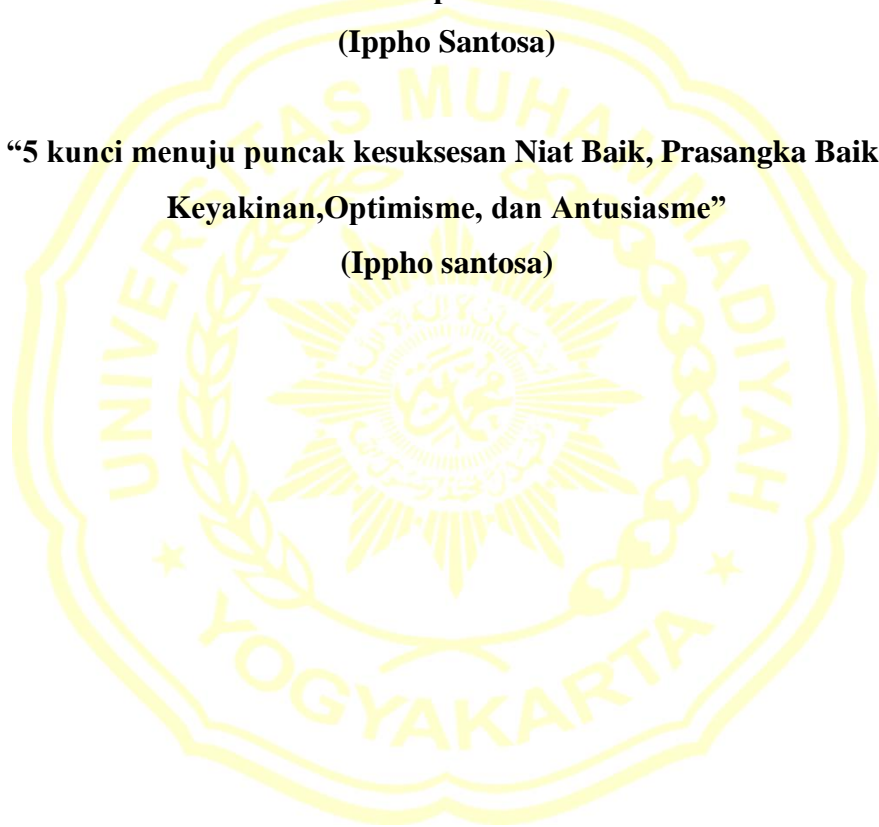 (Ippho Santosa)
“5 kunci menuju puncak kesuksesan Niat Baik, Prasangka Baik
Keyakinan,Optimisme, dan Antusiasme”
(Ippho santosa)
UNIVERSITAS MUHAMMADIYAH
YOGYAKARTA